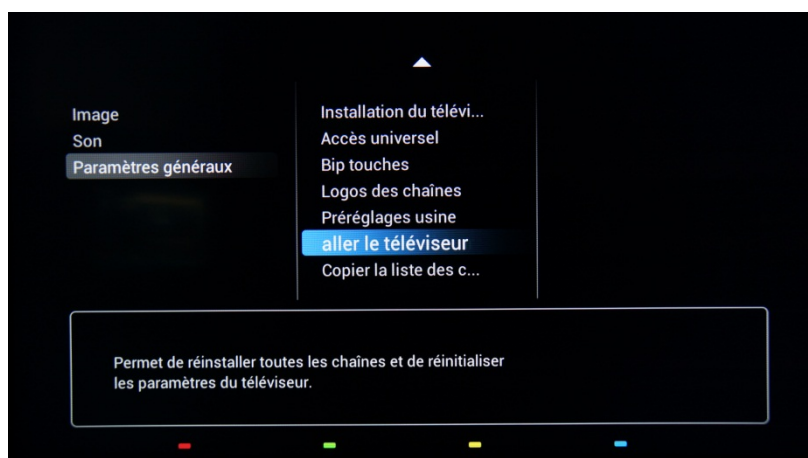 Image
Son
Paramètres généraux
Installation du télévi...
Accès universel
Bip touches
Logos des chaînes
Préréglages usine
aller le téléviseur
Copier la liste des c...
Permet de réinstaller toutes les chaînes et de réinitialiser
les paramètres du téléviseur.